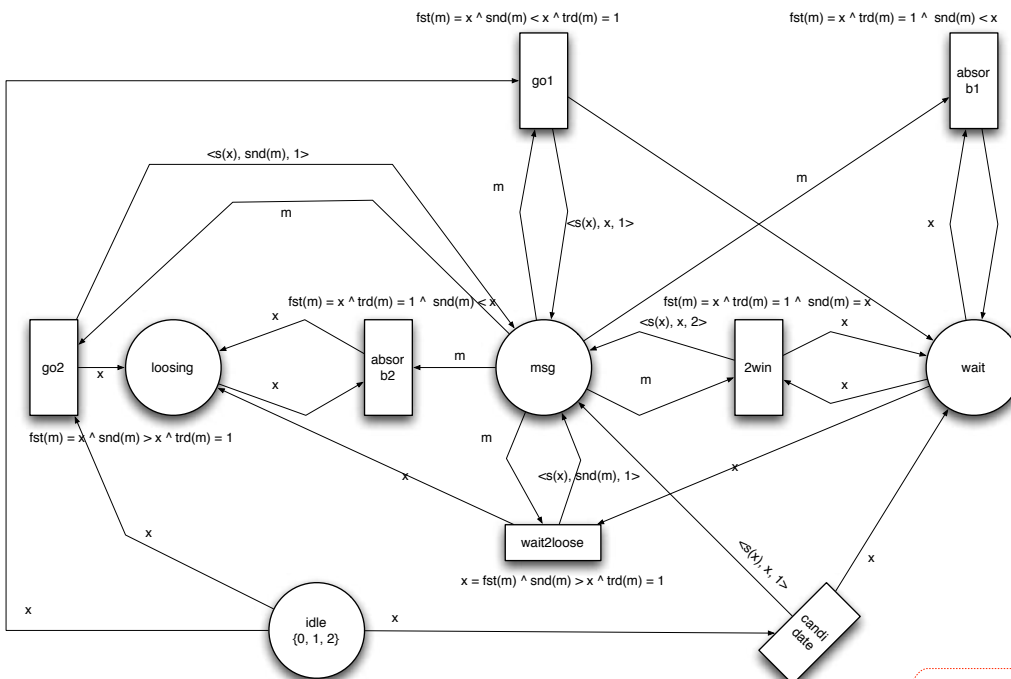 fst(m) = x ^ snd(m) < x ^ trd(m) = 1
fst(m) = x ^ trd(m) = 1 ^ snd(m) < x
go1
absor
b1
<s(x), snd(m), 1>
m
m
m
<s(x), x, 1>
x
fst(m) = x ^ trd(m) = 1 ^ snd(m) < x
fst(m) = x ^ trd(m) = 1 ^ snd(m) = x
x
<s(x), x, 2>
x
go2
x
loosing
x
absor
b2
m
msg
m
2win
x
wait
fst(m) = x ^ snd(m) > x ^ trd(m) = 1
m
<s(x), snd(m), 1>
x
x
x
wait2loose
x = fst(m) ^ snd(m) > x ^ trd(m) = 1
<s(x), x, 1>
x
x
idle
{0, 1, 2}
x
candi
date